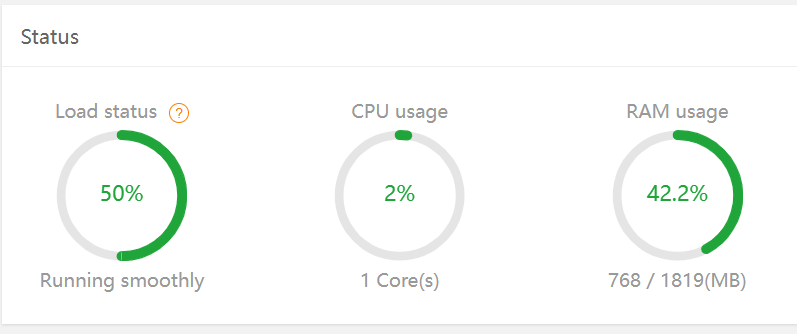 Status
Load status ? CPU usage RAM usage
50% 2% 42.2%
Running smoothly 1 Core(s) 768 / 1819(MB)